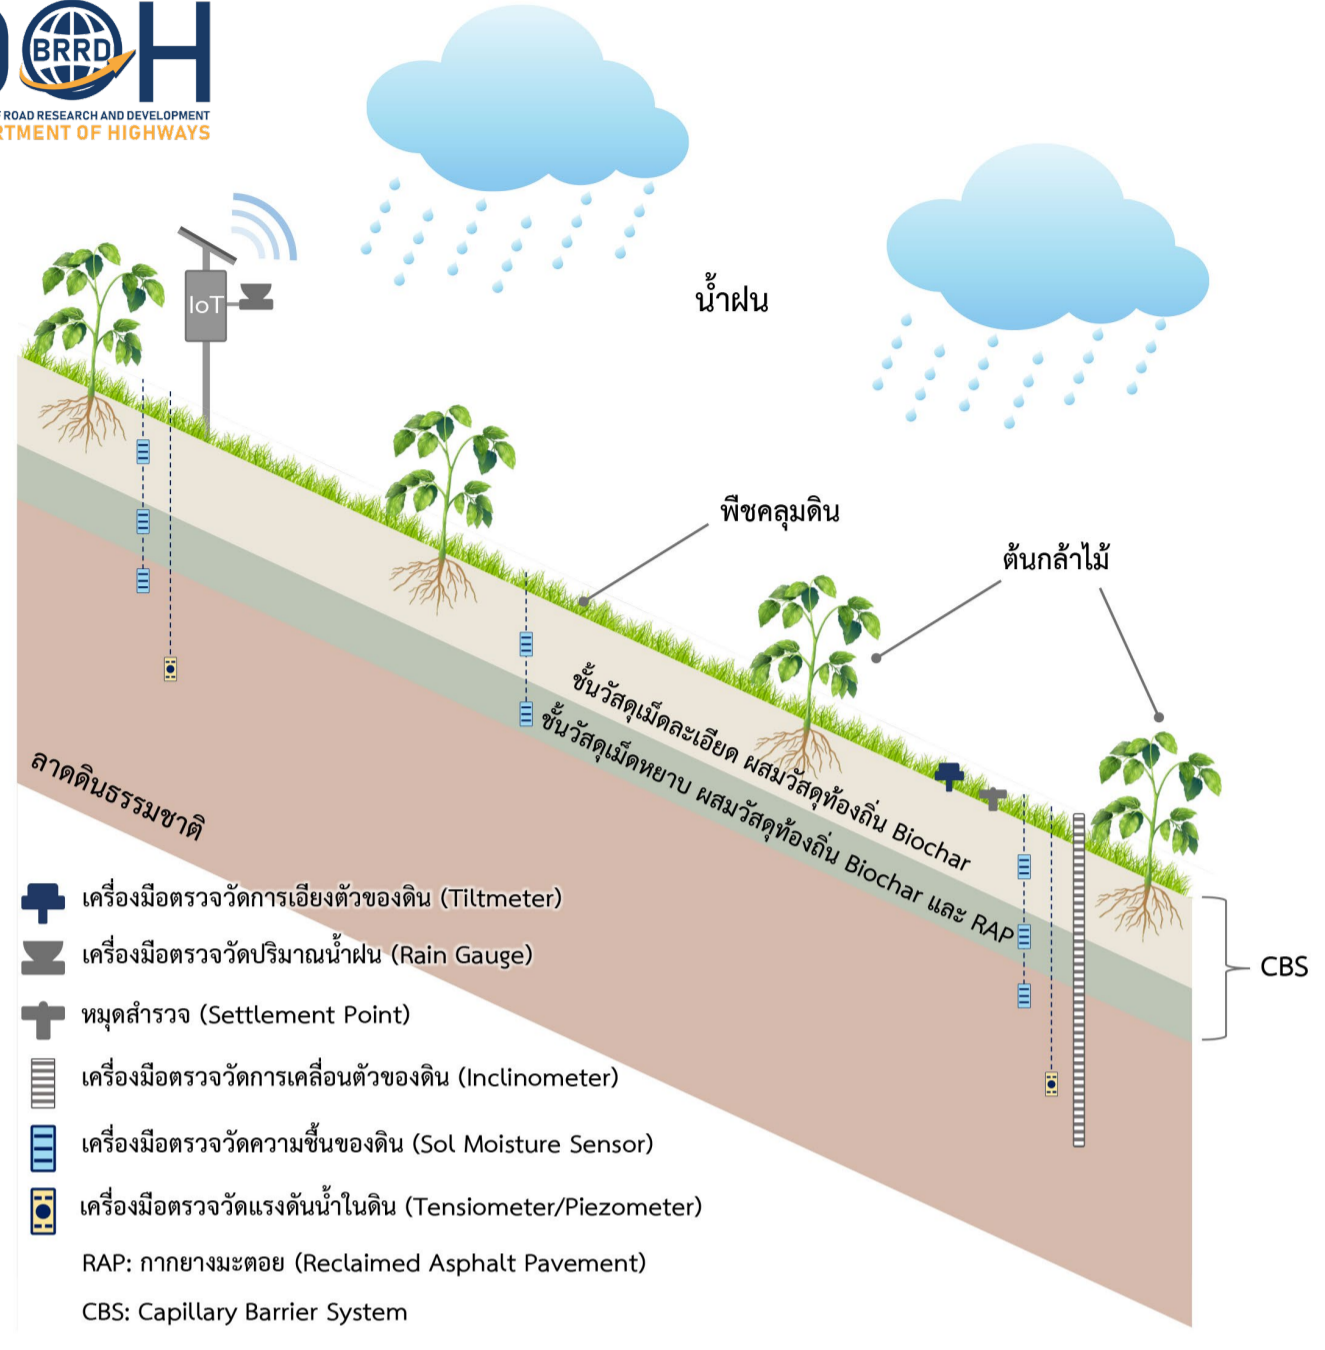 BRRD
H
ROAD RESEARCH AND DEVELOPMENT
OF HIGHWAYS
IoT
น้ำฝน
พืชคลุมดิน
ต้นกล้าไม้
ชั้นวัสดุเม็ดละเอียด ผสมวัสดุท้องถิ่น Biochar
ชั้นวัสดุเม็ดหยาบ ผสมวัสดุท้องถิ่น Biochar และ RAP
ลาดดินธรรมชาติ
CBS
เครื่องมือตรวจวัดการเอียงตัวของดิน (Tiltmeter)
เครื่องมือตรวจวัดปริมาณน้ำฝน (Rain Gauge)
หมุดสำรวจ (Settlement Point)
เครื่องมือตรวจวัดการเคลื่อนตัวของดิน (Inclinometer)
เครื่องมือตรวจวัดความชื้นของดิน (Sol Moisture Sensor)
เครื่องมือตรวจวัดแรงดันน้ำในดิน (Tensiometer/Piezometer)
RAP: กากยางมะตอย (Reclaimed Asphalt Pavement)
CBS: Capillary Barrier System